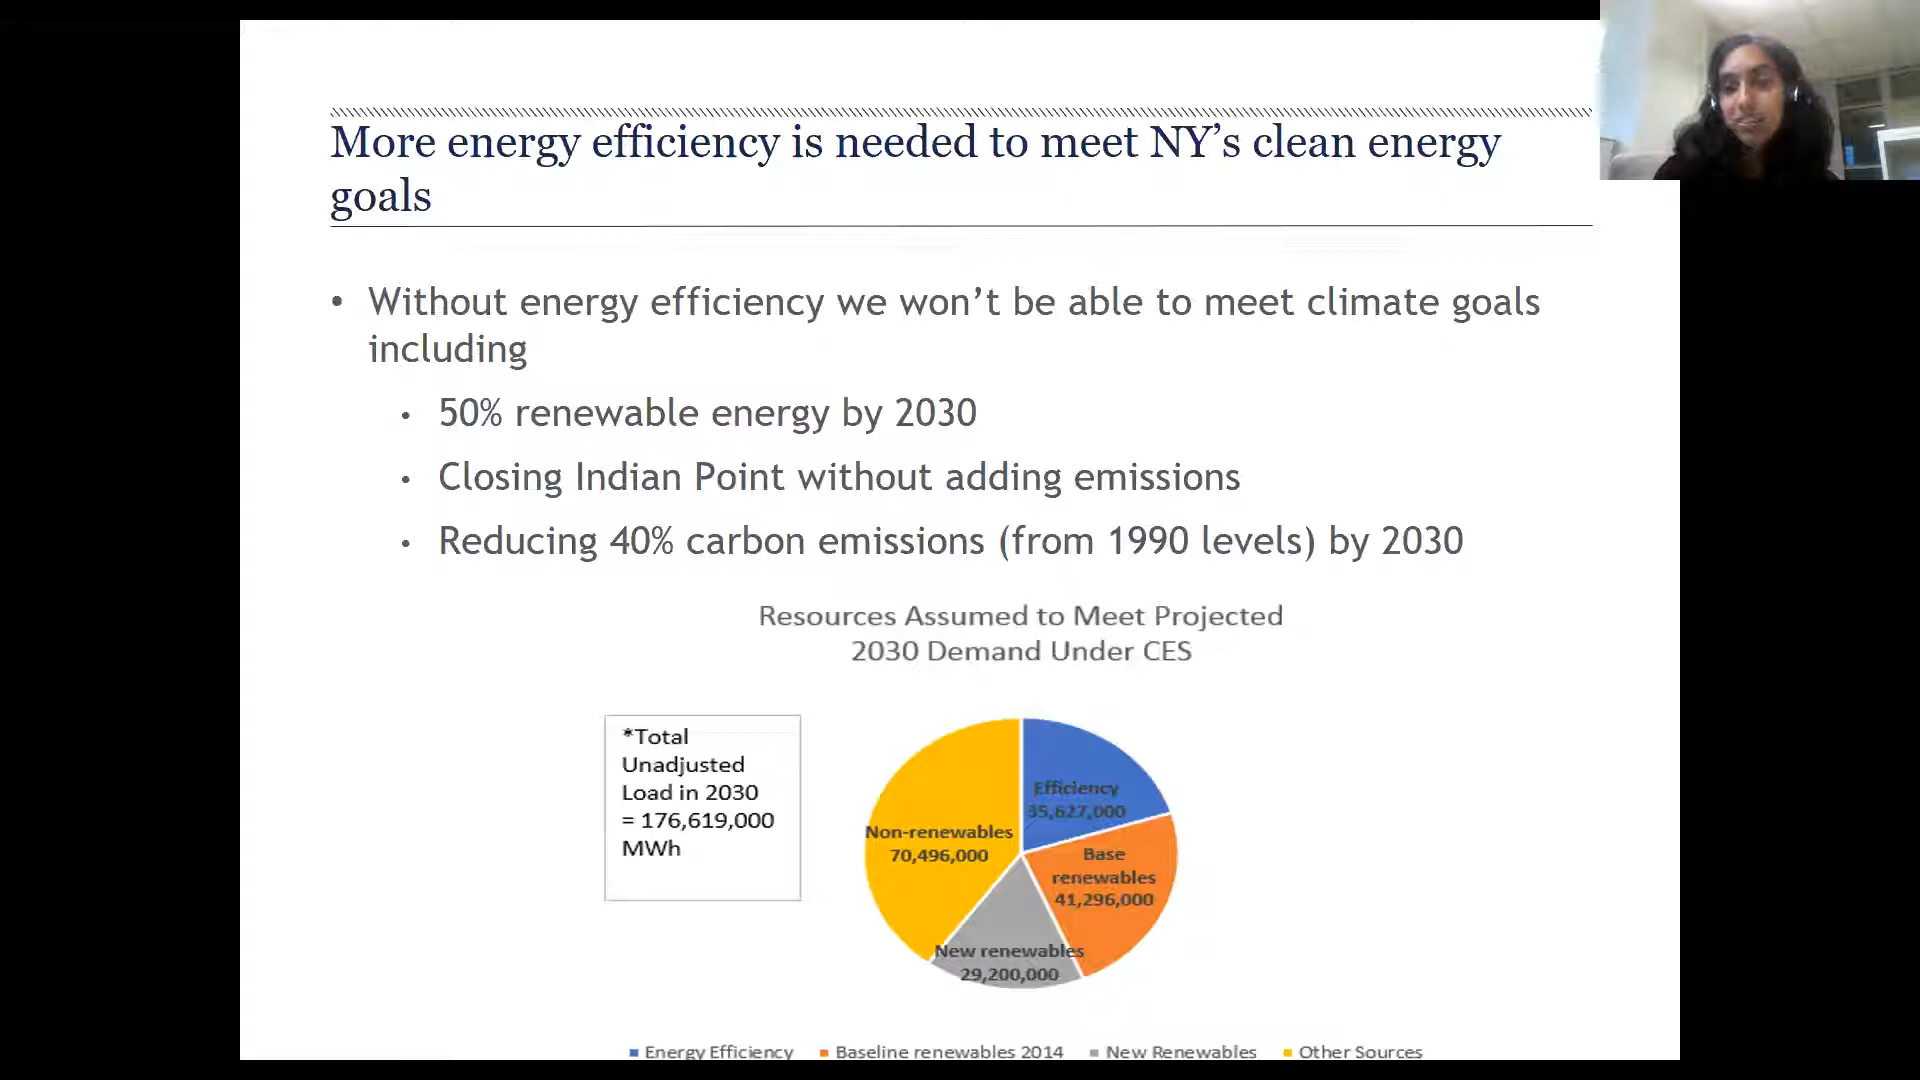 More energy efficiency is needed to meet NY’s clean energy
goals
• Without energy efficiency we won’t be able to meet climate goals
including
• 50% renewable energy by 2030
• Closing Indian Point without adding emissions
• Reducing 40% carbon emissions (from 1990 levels) by 2030
Resources Assumed to Meet Projected
2030 Demand Under CES
*Total
Unadjusted
Load in 2030
= 176,619,000
MWh
Efficiency
35,627,000
Non-renewables
70,496,000
Base
renewables
41,296,000
New renewables
29,200,000
Energy Efficiency
Baseline renewables 2014
New Renewables
Other Sources